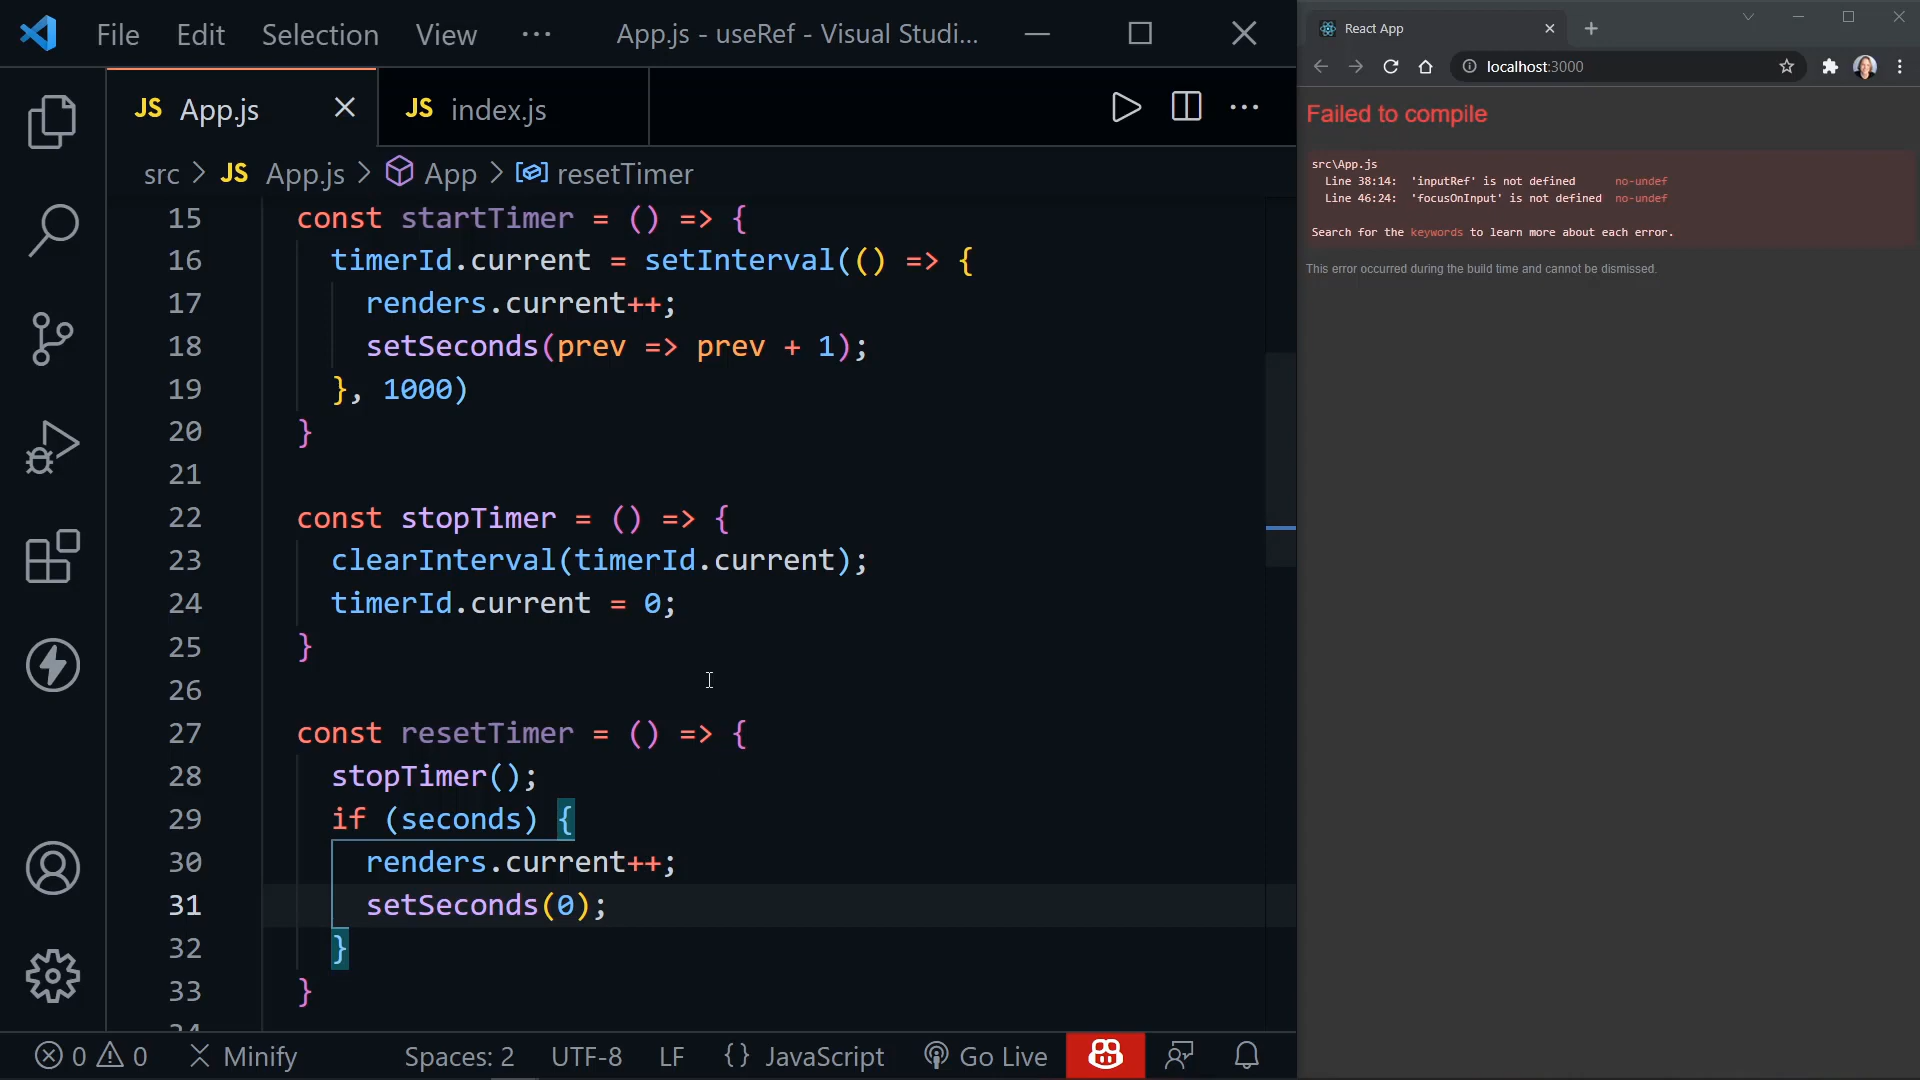 File Edit Selection View ··· App.js - useRef - Visual Studi...
JS App.js JS index.js
src > JS App.js > App > resetTimer
15 const startTimer = () => {
16 timerId.current = setInterval(() => {
17 renders.current++;
18 setSeconds(prev => prev + 1);
19 }, 1000)
20 }
21
22 const stopTimer = () => {
23 clearInterval(timerId.current);
24 timerId.current = 0;
25 }
26
27 const resetTimer = () => {
28 stopTimer();
29 if (seconds) {
30 renders.current++;
31 setSeconds(0);
32 }
33 }
34
0 0 Minify Spaces: 2 UTF-8 LF {} JavaScript Go Live
React App
localhost:3000
Failed to compile
src\App.js
Line 38:14: 'inputRef' is not defined no-undef
Line 46:24: 'focusOnInput' is not defined no-undef
Search for the keywords to learn more about each error.
This error occurred during the build time and cannot be dismissed.